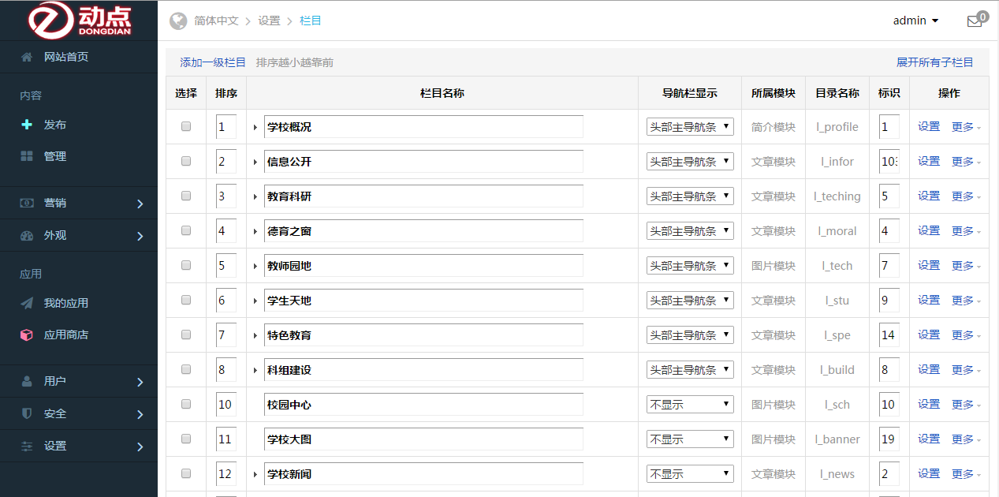 动点
DONGDIAN
简体中文 > 设置 > 栏目
admin
0
网站首页
内容
发布
管理
营销
外观
应用
我的应用
应用商店
用户
安全
设置
添加一级栏目 排序越小越靠前 展开所有子栏目
选择 排序 栏目名称 导航栏显示 所属模块 目录名称 标识 操作
1 学校概况 头部主导航条 简介模块 l_profile 1 设置 更多
2 信息公开 头部主导航条 文章模块 l_infor 103 设置 更多
3 教育科研 头部主导航条 文章模块 l_teching 5 设置 更多
4 德育之窗 头部主导航条 文章模块 l_moral 4 设置 更多
5 教师园地 头部主导航条 图片模块 l_tech 7 设置 更多
6 学生天地 头部主导航条 文章模块 l_stu 9 设置 更多
7 特色教育 头部主导航条 文章模块 l_spe 14 设置 更多
8 科组建设 头部主导航条 文章模块 l_build 8 设置 更多
10 校园中心 不显示 图片模块 l_sch 10 设置 更多
11 学校大图 不显示 图片模块 l_banner 19 设置 更多
12 学校新闻 不显示 文章模块 l_news 2 设置 更多